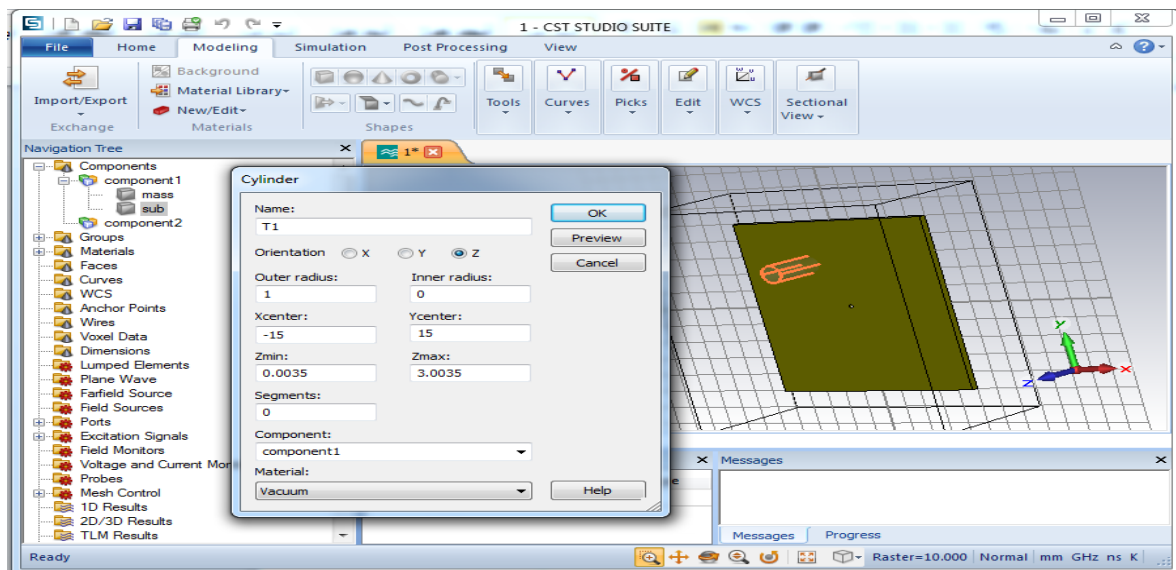 1 - CST STUDIO SUITE
File Home Modeling Simulation Post Processing View
Import/Export
Exchange
Background
Material Library
New/Edit
Materials
Shapes
Tools
Curves
Picks
Edit
WCS
Sectional
View
Navigation Tree
1*
Components
component1
mass
sub
component2
Groups
Materials
Faces
Curves
WCS
Anchor Points
Wires
Voxel Data
Dimensions
Lumped Elements
Plane Wave
Farfield Source
Field Sources
Ports
Excitation Signals
Field Monitors
Voltage and Current Mor
Probes
Mesh Control
1D Results
2D/3D Results
TLM Results
Cylinder
Name:
T1
Orientation X Y Z
Outer radius: Inner radius:
1 0
Xcenter: Ycenter:
-15 15
Zmin: Zmax:
0.0035 3.0035
Segments:
0
Component:
component1
Material:
Vacuum
OK
Preview
Cancel
Help
y
x
z
e
Messages
Messages Progress
Ready
Raster=10.000 Normal mm GHz ns K